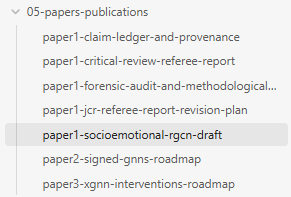 05-papers-publications
paper1-claim-ledger-and-provenance
paper1-critical-review-referee-report
paper1-forensic-audit-and-methodological...
paper1-jcr-referee-report-revision-plan
paper1-socioemotional-rgcn-draft
paper2-signed-gnns-roadmap
paper3-xgnn-interventions-roadmap